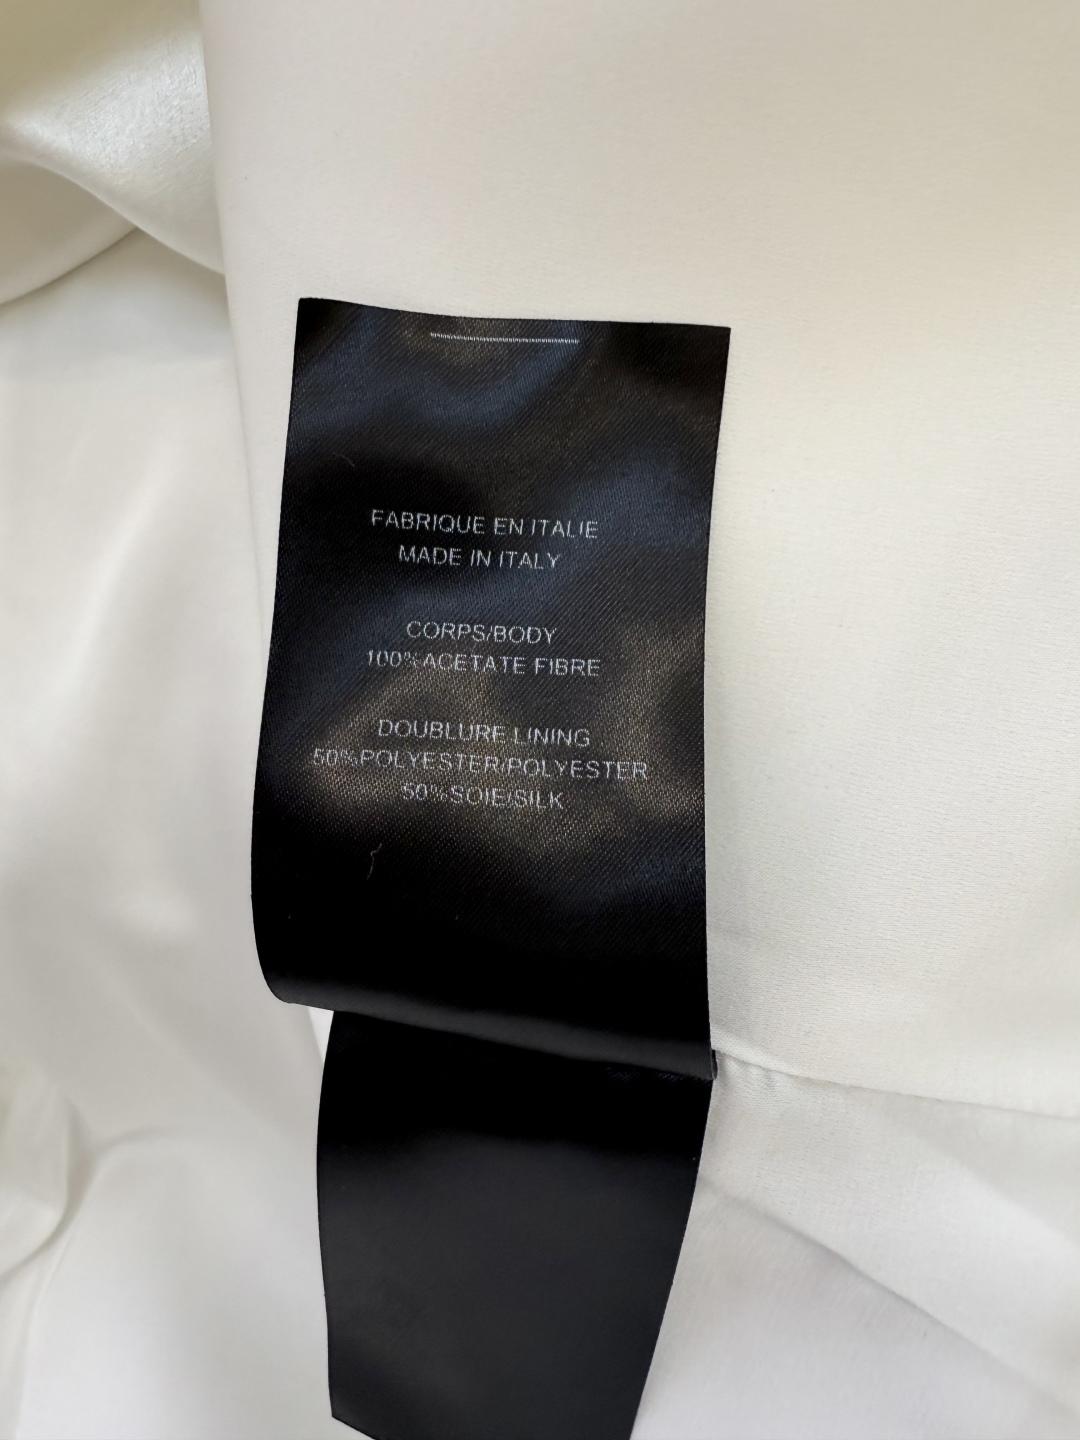 FABRIQUE EN ITALIE
MADE IN ITALY
CORPS/BODY
100%ACETATE FIBRE
DOUBLURE LINING
50%POLYESTER/POLYESTER
50%SOIE/SILK